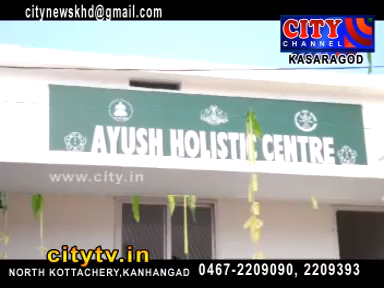 citynewskhd@gmail.com
CITY
CHANNEL
KASARAGOD
AYUSH HOLISTIC CENTRE
www.city.in
citytv.in
NORTH KOTTACHERY,KANHANGAD 0467-2209090, 2209393